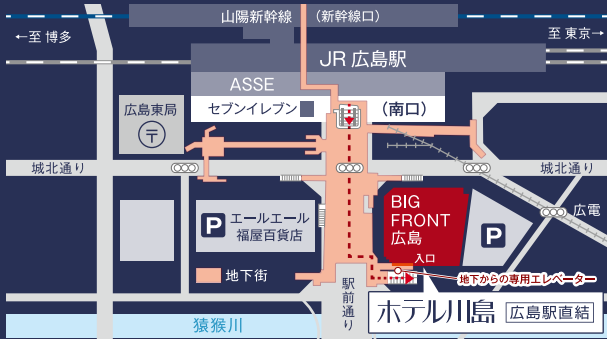 山陽新幹線 （新幹線口）
←至 博多
至 東京→
JR 広島駅
ASSE
セブンイレブン
（南口）
広島東局
〒
城北通り
城北通り
広電
P エールエール
福屋百貨店
BIG
FRONT
広島
入口
P
地下街
地下からの専用エレベーター
駅前通り
ホテル川島 広島駅直結
猿猴川